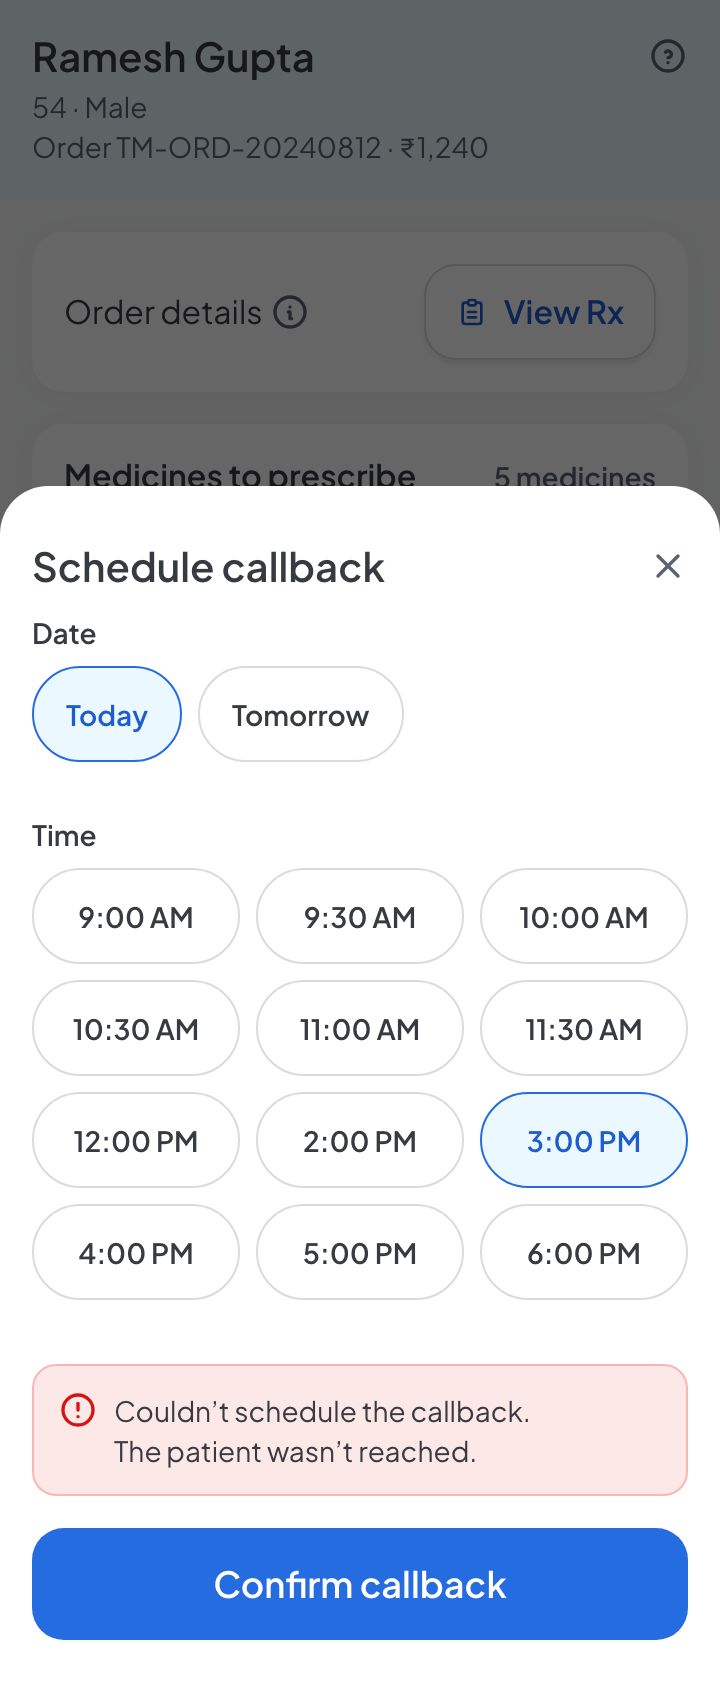 Ramesh Gupta
54 · Male
Order TM-ORD-20240812 · ₹1,240
Order details
View Rx
Medicines to prescribe 5 medicines
Schedule callback
Date
Today Tomorrow
Time
9:00 AM 9:30 AM 10:00 AM
10:30 AM 11:00 AM 11:30 AM
12:00 PM 2:00 PM 3:00 PM
4:00 PM 5:00 PM 6:00 PM
Couldn’t schedule the callback.
The patient wasn’t reached.
Confirm callback